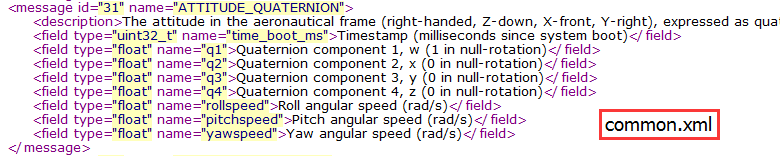 <message id="31" name="ATTITUDE_QUATERNION">
<description>The attitude in the aeronautical frame (right-handed, Z-down, X-front, Y-right), expressed as qua
<field type="uint32_t" name="time_boot_ms">Timestamp (milliseconds since system boot)</field>
<field type="float" name="q1">Quaternion component 1, w (1 in null-rotation)</field>
<field type="float" name="q2">Quaternion component 2, x (0 in null-rotation)</field>
<field type="float" name="q3">Quaternion component 3, y (0 in null-rotation)</field>
<field type="float" name="q4">Quaternion component 4, z (0 in null-rotation)</field>
<field type="float" name="rollspeed">Roll angular speed (rad/s)</field>
<field type="float" name="pitchspeed">Pitch angular speed (rad/s)</field>
<field type="float" name="yawspeed">Yaw angular speed (rad/s)</field>
common.xml
</message>